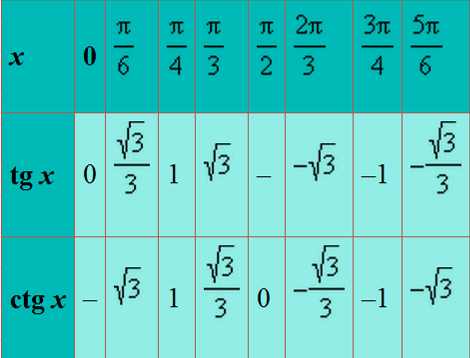 x 0 π/6 π/4 π/3 π/2 2π/3 3π/4 5π/6
tg x 0 √3/3 1 √3 – −√3 –1 −√3/3
ctg x – √3 1 √3/3 0 −√3/3 –1 −√3